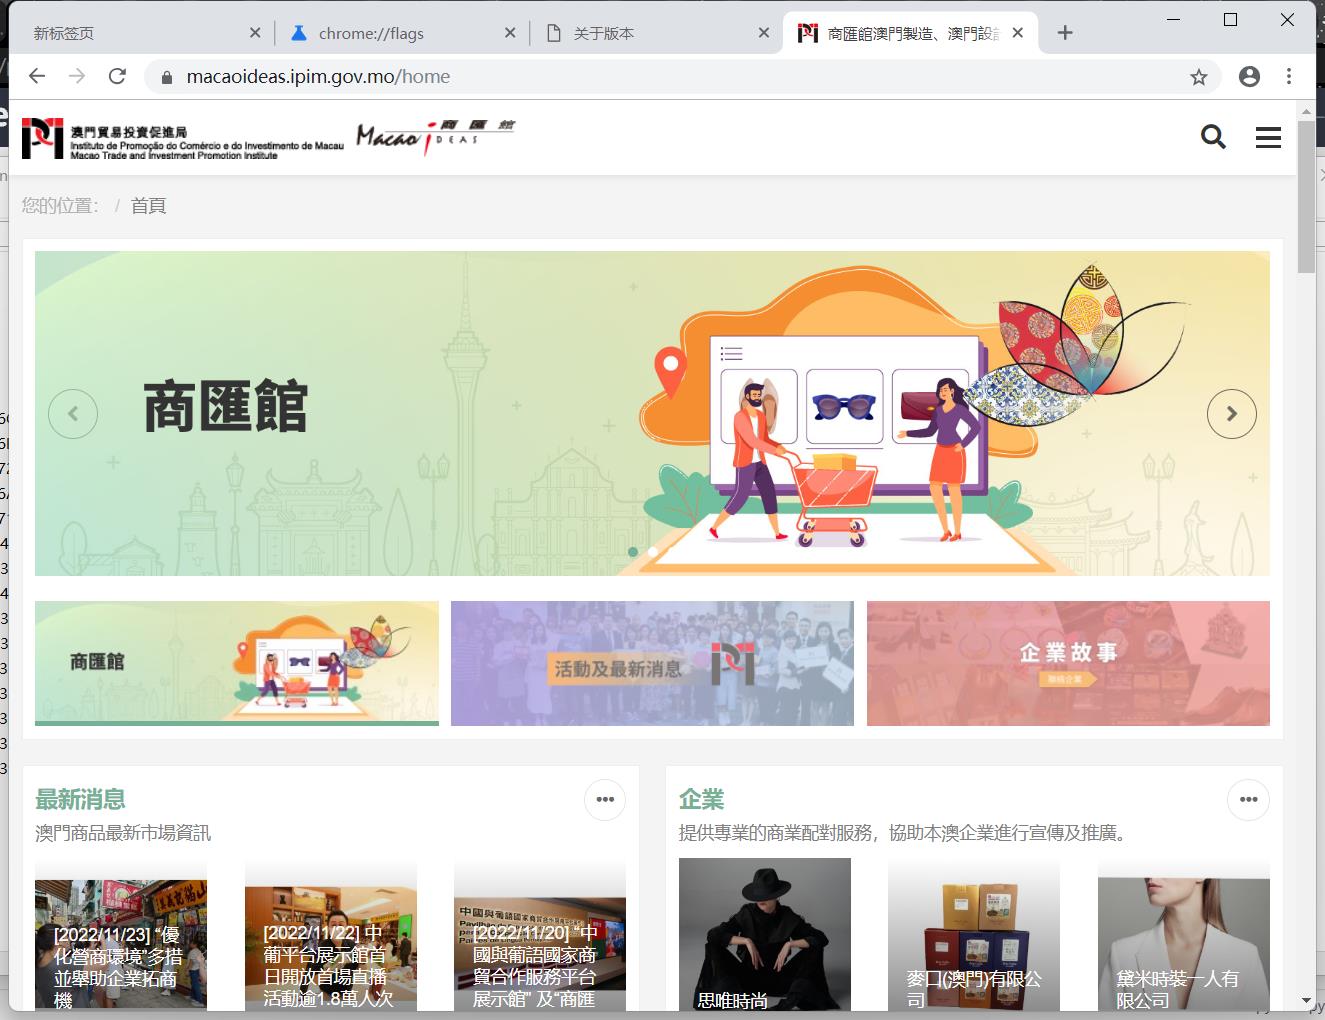 新标签页
chrome://flags
关于版本
商匯館澳門製造、澳門設計
macaoideas.ipim.gov.mo/home
澳門貿易投資促進局
Instituto de Promoção do Comércio e do Investimento de Macau
Macao Trade and Investment Promotion Institute
Macao ideas 商匯館
您的位置： / 首頁
商匯館
商匯館
活動及最新消息
企業故事
聯絡企業
最新消息
澳門商品最新市場資訊
[2022/11/23] “優
化營商環境”多措
並舉助企業拓商
機
[2022/11/22] 中
葡平台展示館首
日開放首場直播
活動逾1.8萬人次
[2022/11/20] “中
國與葡語國家商
貿合作服務平台
展示館” 及“商匯
企業
提供專業的商業配對服務，協助本澳企業進行宣傳及推廣。
思唯時尚
麥口(澳門)有限公
司
黛米時裝一人有
限公司